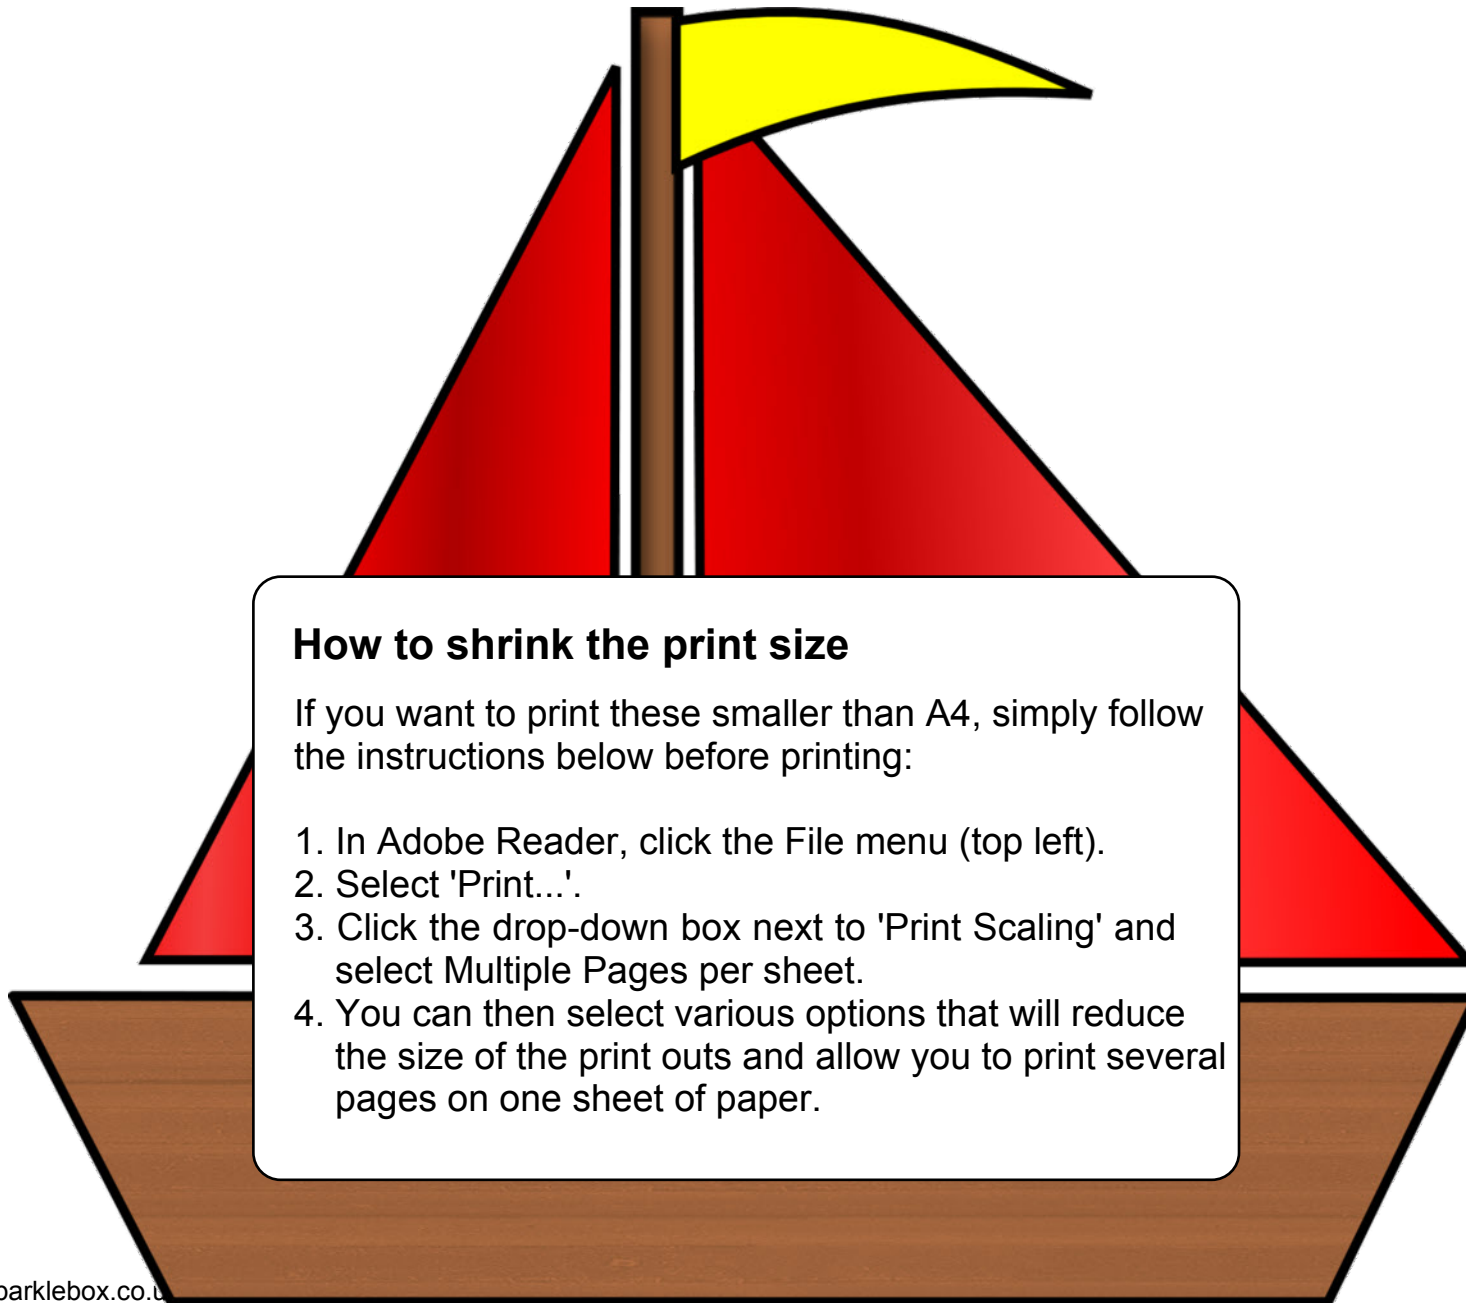 How to shrink the print size
If you want to print these smaller than A4, simply follow
the instructions below before printing:
1. In Adobe Reader, click the File menu (top left).
2. Select 'Print...'.
3. Click the drop-down box next to 'Print Scaling' and
select Multiple Pages per sheet.
4. You can then select various options that will reduce
the size of the print outs and allow you to print several
pages on one sheet of paper.
parklebox.co.u